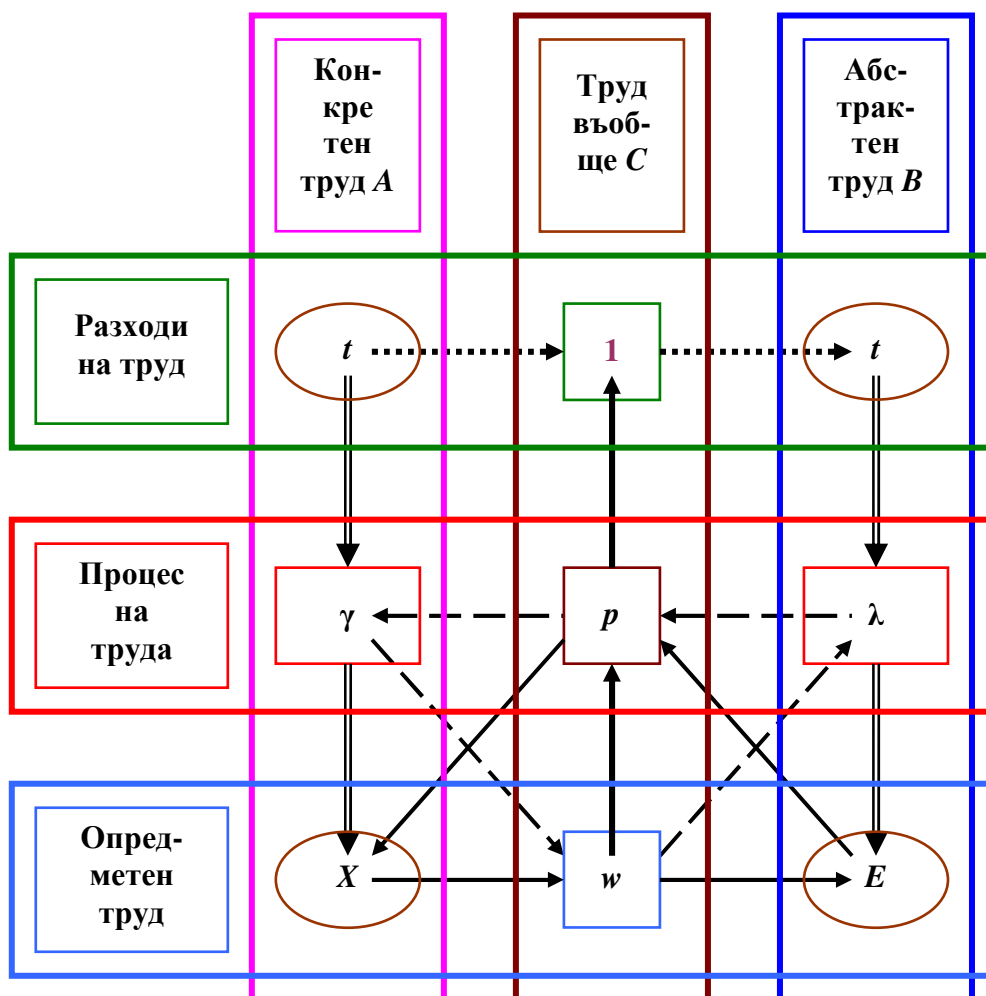 Кон-
кре
тен
труд A
Труд
въоб-
ще C
Абс-
трак-
тен
труд B
Разходи
на труд
t
1
t
Процес
на
труда
γ
p
λ
Опред-
метен
труд
X
w
E